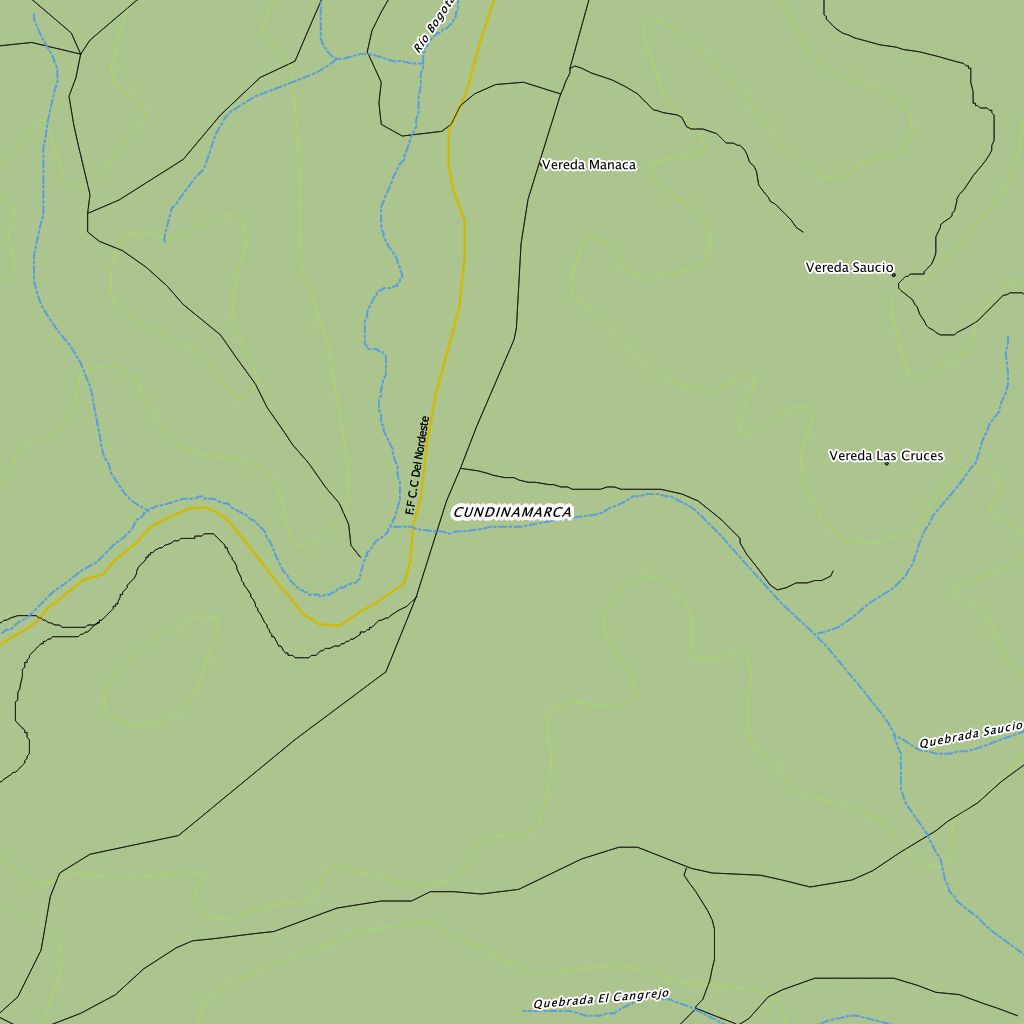 Río Bogotá
Vereda Manaca
Vereda Saucio
F.F C.C Del Nordeste
Vereda Las Cruces
CUNDINAMARCA
Quebrada Saucio
Quebrada El Cangrejo